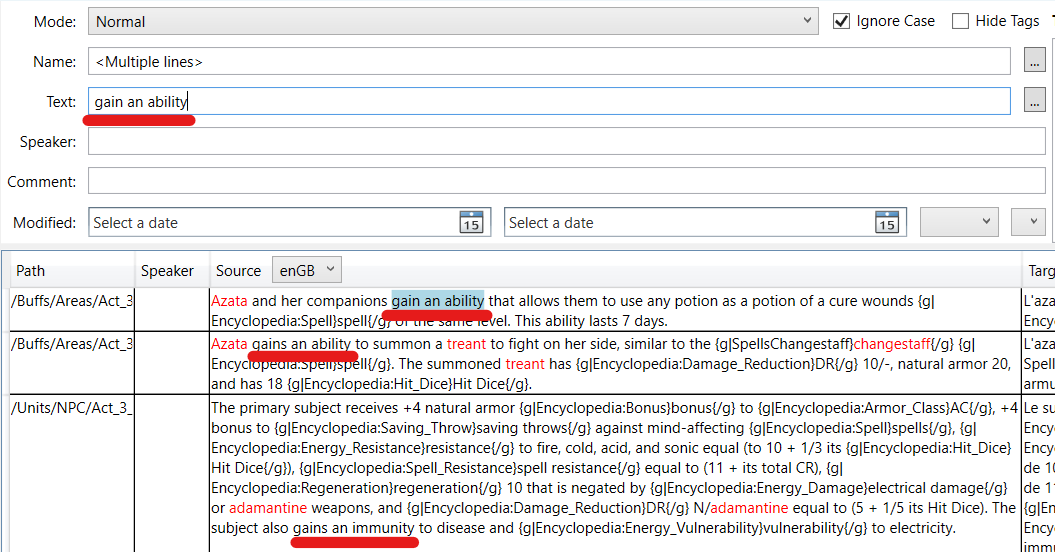 Mode: Normal Ignore Case Hide Tags
Name: <Multiple lines> ...
Text: gain an ability ...
Speaker:
Comment:
Modified: Select a date 15 Select a date 15
Path Speaker Source enGB Targ
/Buffs/Areas/Act_3 Azata and her companions gain an ability that allows them to use any potion as a potion of a cure wounds {g| L'aza
Encyclopedia:Spell}spell{/g} of the same level. This ability lasts 7 days. Ency
/Buffs/Areas/Act_3 Azata gains an ability to summon a treant to fight on her side, similar to the {g|SpellsChangestaff}changestaff{/g} {g| L'aza
Encyclopedia:Spell}spell{/g}. The summoned treant has {g|Encyclopedia:Damage_Reduction}DR{/g} 10/-, natural armor 20, Spell
and has 18 {g|Encyclopedia:Hit_Dice}Hit Dice{/g}. armu
/Units/NPC/Act_3_ The primary subject receives +4 natural armor {g|Encyclopedia:Bonus}bonus{/g} to {g|Encyclopedia:Armor_Class}AC{/g}, +4 Le su
bonus to {g|Encyclopedia:Saving_Throw}saving throws{/g} against mind-affecting {g|Encyclopedia:Spell}spells{/g}, {g| Ency
Encyclopedia:Energy_Resistance}resistance{/g} to fire, cold, acid, and sonic equal (to 10 + 1/3 its {g|Encyclopedia:Hit_Dice} Ency
Hit Dice{/g}), {g|Encyclopedia:Spell_Resistance}spell resistance{/g} equal to (11 + its total CR), {g| de 10
Encyclopedia:Regeneration}regeneration{/g} 10 that is negated by {g|Encyclopedia:Energy_Damage}electrical damage{/g} de 11
or adamantine weapons, and {g|Encyclopedia:Damage_Reduction}DR{/g} N/adamantine equal to (5 + 1/5 its Hit Dice). The {g|En
subject also gains an immunity to disease and {g|Encyclopedia:Energy_Vulnerability}vulnerability{/g} to electricity. Ency
immu